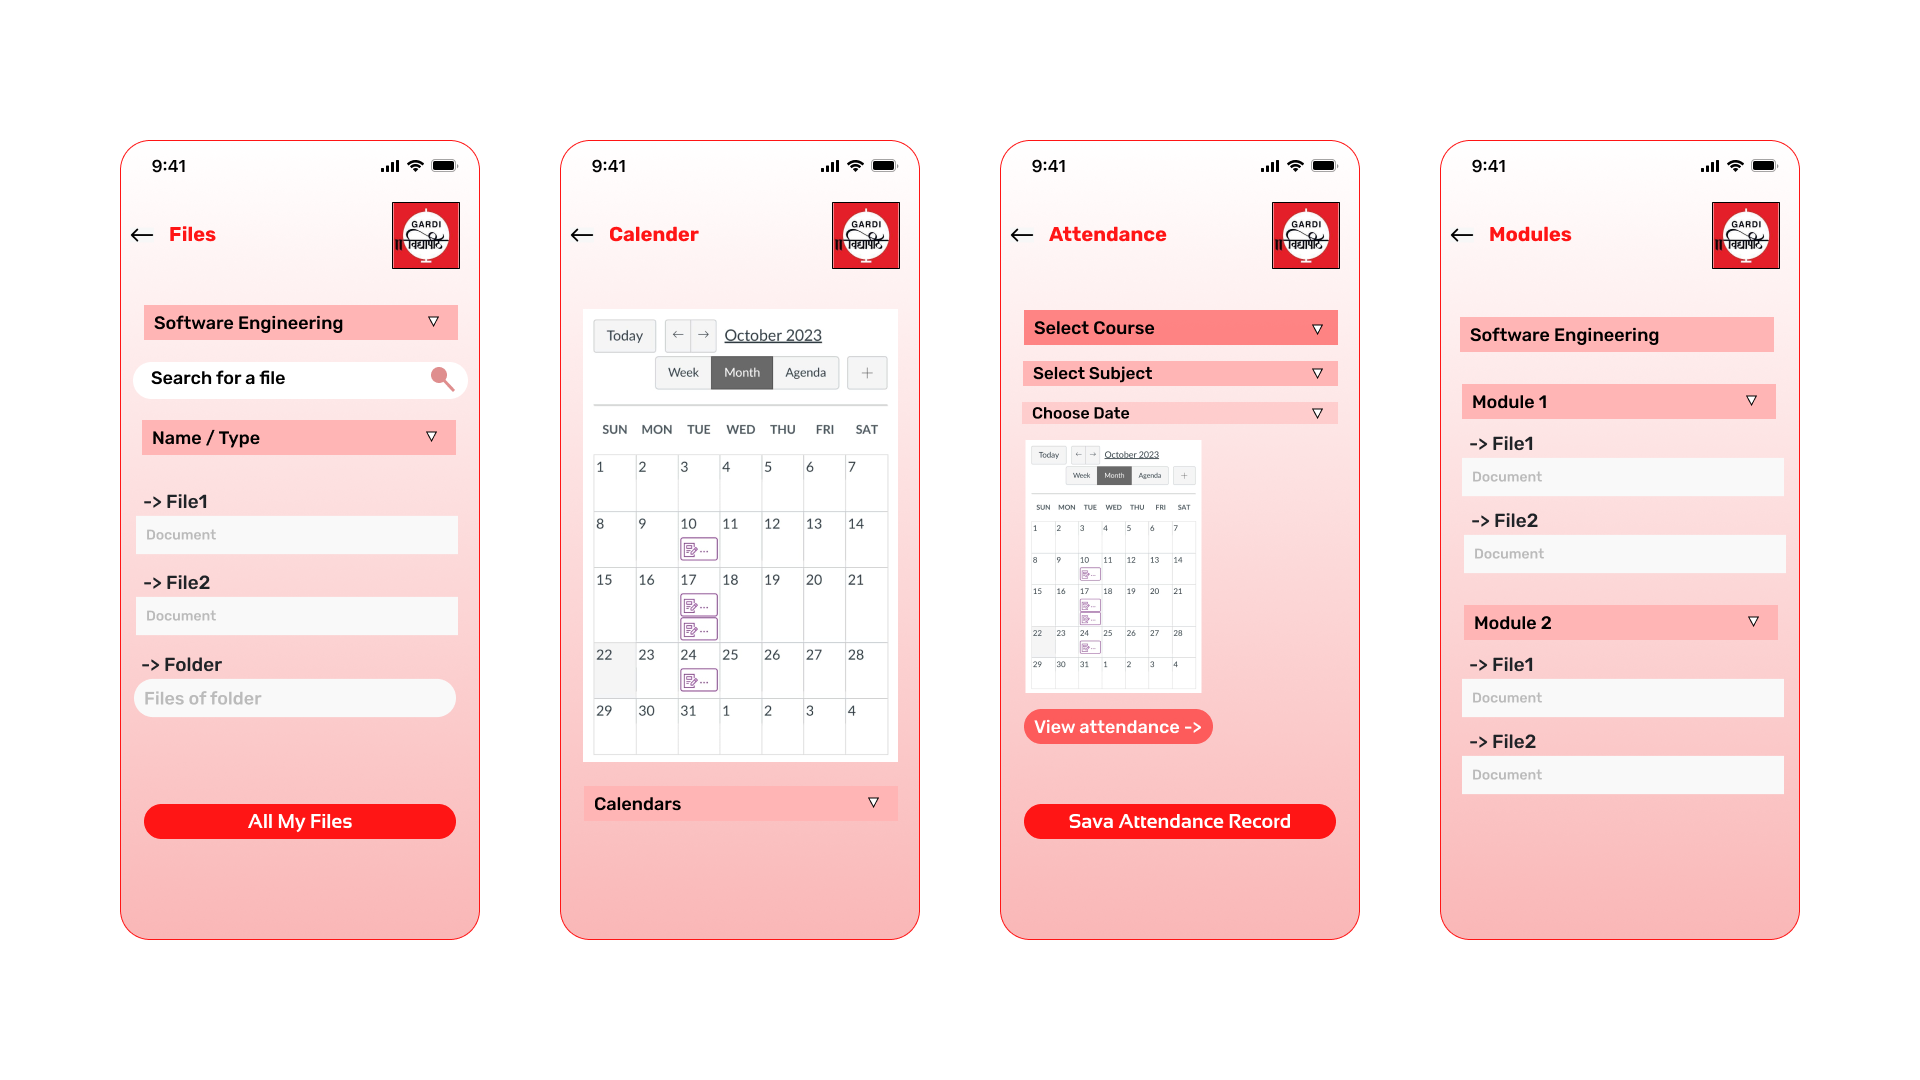 9:41
Files
GARDI
विद्यापीठ
Software Engineering
Search for a file
Name / Type
-> File1
Document
-> File2
Document
-> Folder
Files of folder
All My Files
9:41
Calender
GARDI
विद्यापीठ
Today ← → October 2023
Week Month Agenda +
SUN MON TUE WED THU FRI SAT
1 2 3 4 5 6 7
8 9 10 11 12 13 14
...
15 16 17 18 19 20 21
...
...
22 23 24 25 26 27 28
...
29 30 31 1 2 3 4
Calendars
9:41
Attendance
GARDI
विद्यापीठ
Select Course
Select Subject
Choose Date
Today ← → October 2023
Week Month Agenda +
SUN MON TUE WED THU FRI SAT
1 2 3 4 5 6 7
8 9 10 11 12 13 14
...
15 16 17 18 19 20 21
...
...
22 23 24 25 26 27 28
...
29 30 31 1 2 3 4
View attendance ->
Sava Attendance Record
9:41
Modules
GARDI
विद्यापीठ
Software Engineering
Module 1
-> File1
Document
-> File2
Document
Module 2
-> File1
Document
-> File2
Document